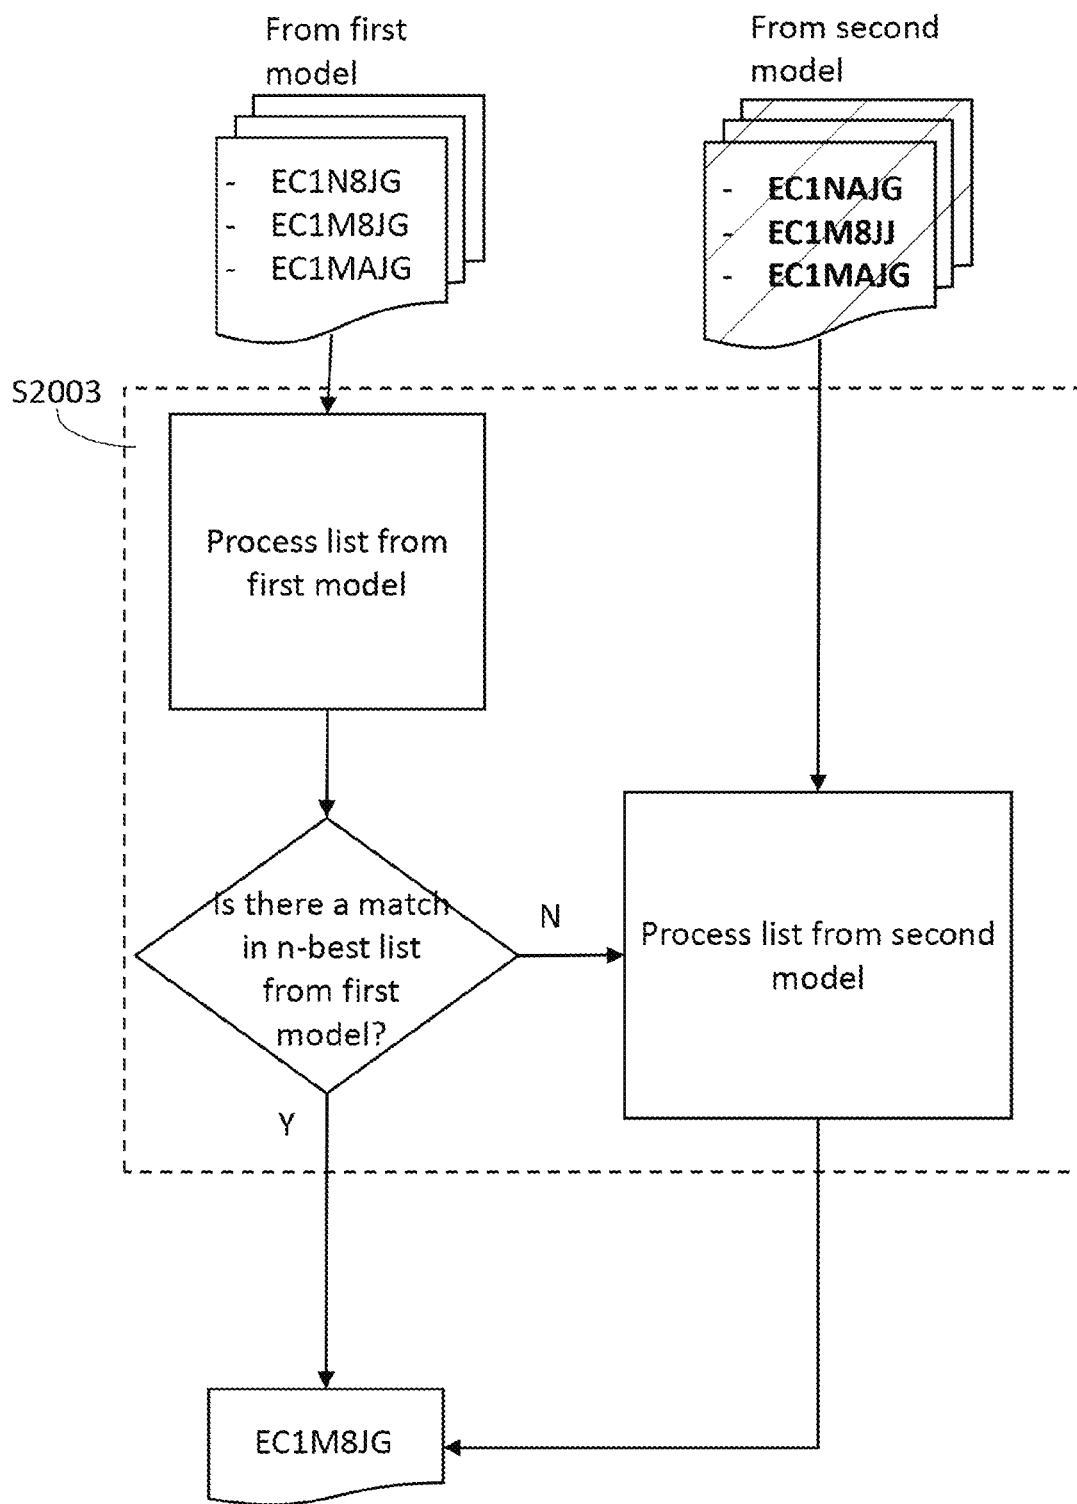 From first
model
- EC1N8JG
- EC1M8JG
- EC1MAJG
From second
model
- EC1NAJG
- EC1M8JJ
- EC1MAJG
S2003
Process list from
first model
Is there a match
in n-best list
from first
model?
N
Y
Process list from second
model
EC1M8JG